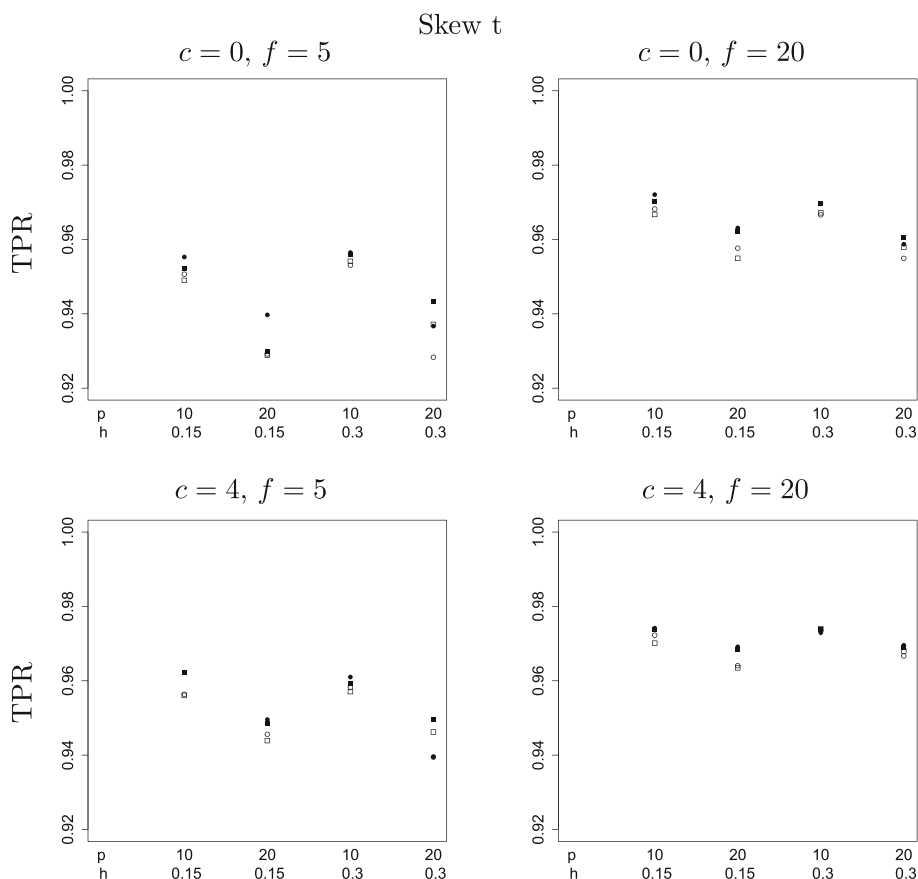 Skew t
c = 0, f = 5
c = 0, f = 20
TPR
1.00
0.98
0.96
0.94
0.92
p 10 20 10 20
h 0.15 0.15 0.3 0.3
1.00
0.98
0.96
0.94
0.92
10 20 10 20
0.15 0.15 0.3 0.3
c = 4, f = 5
c = 4, f = 20
TPR
1.00
0.98
0.96
0.94
0.92
p 10 20 10 20
h 0.15 0.15 0.3 0.3
1.00
0.98
0.96
0.94
0.92
10 20 10 20
0.15 0.15 0.3 0.3